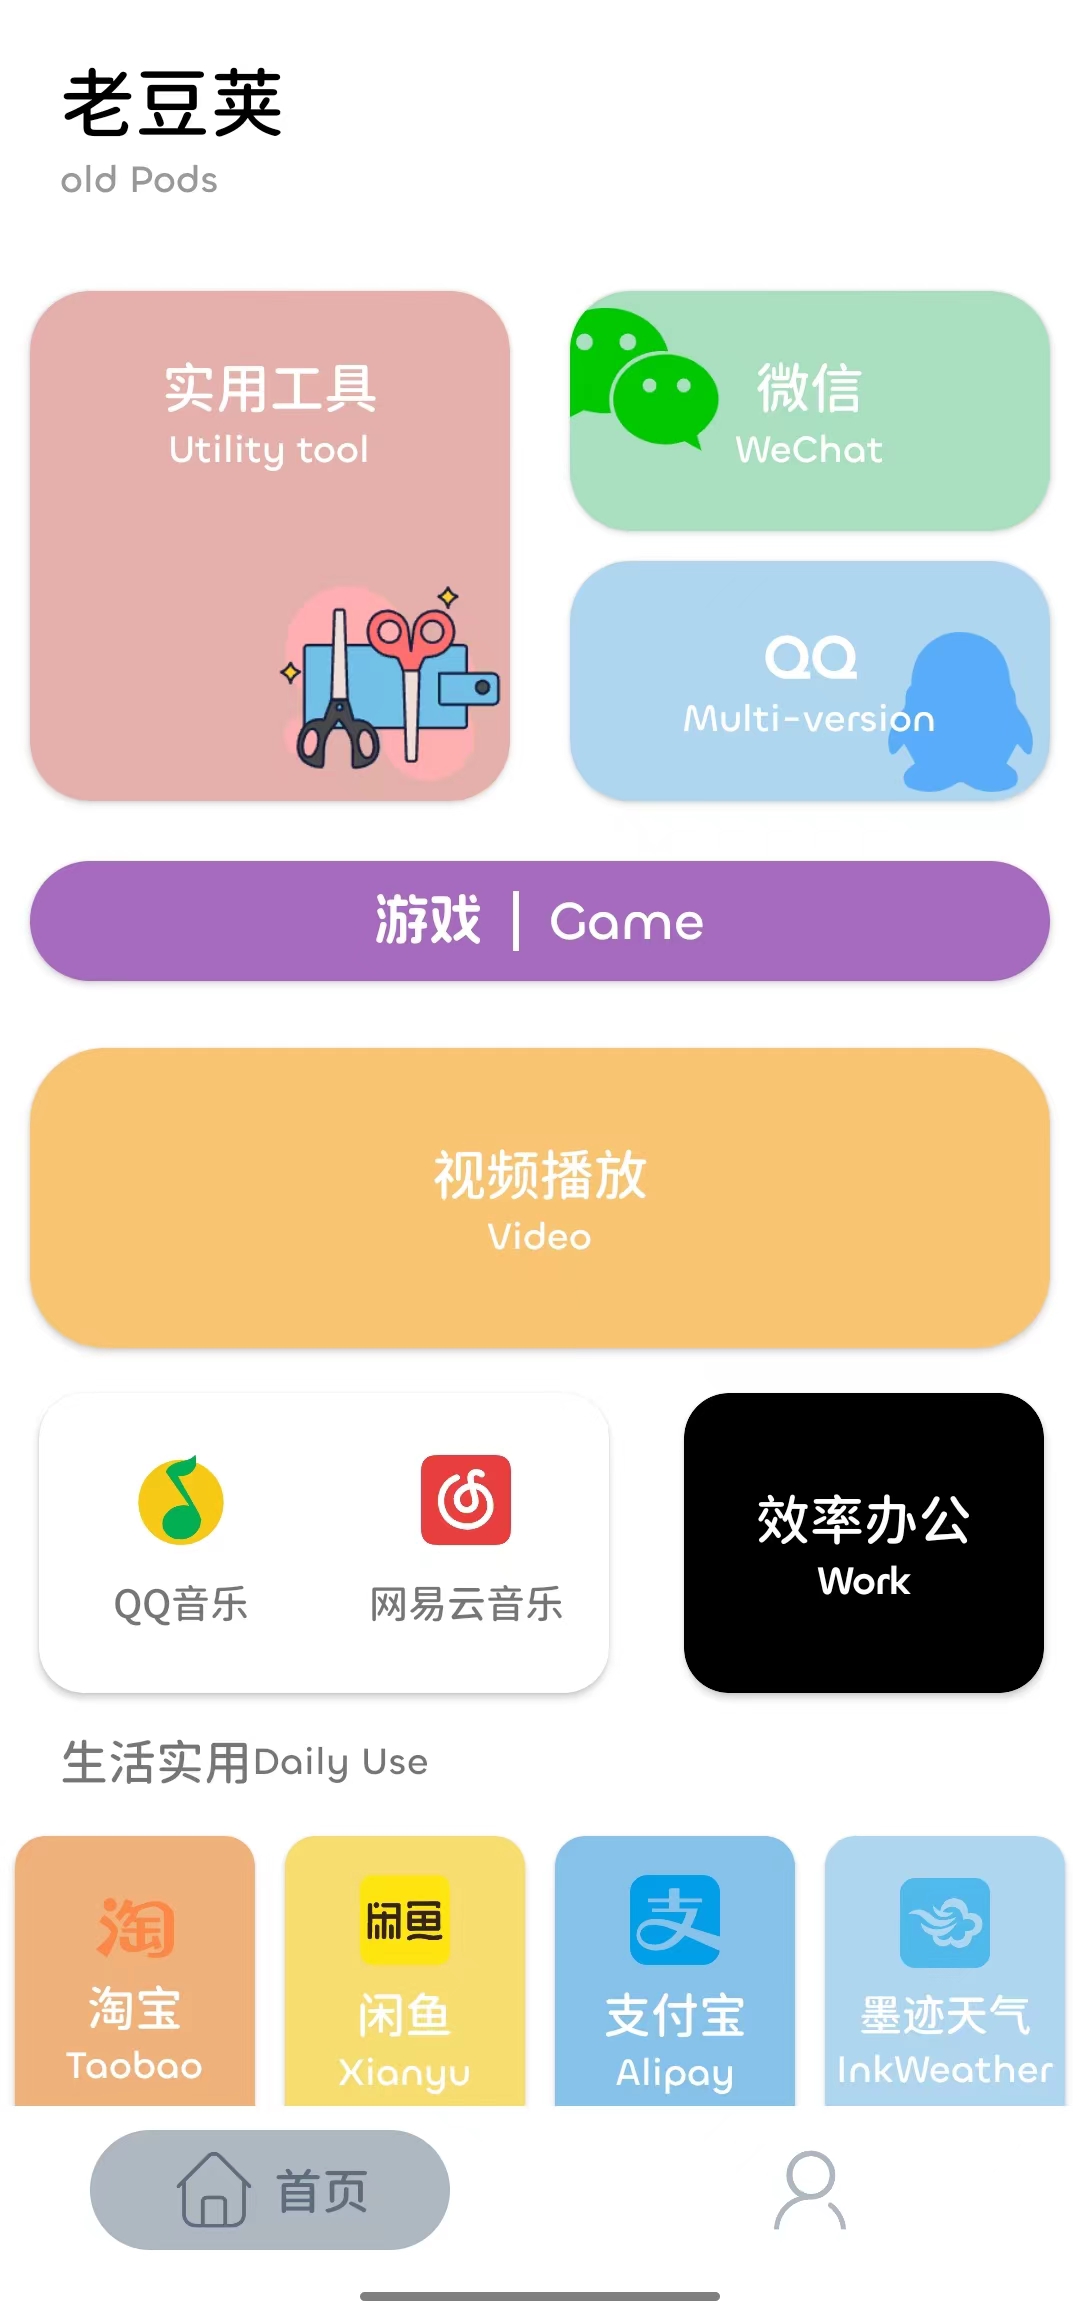 老豆荚
old Pods
实用工具
Utility tool
微信
WeChat
QQ
Multi-version
游戏 | Game
视频播放
Video
QQ音乐
网易云音乐
效率办公
Work
生活实用Daily Use
淘
淘宝
Taobao
闲鱼
闲鱼
Xianyu
支
支付宝
Alipay
墨迹天气
InkWeather
首页